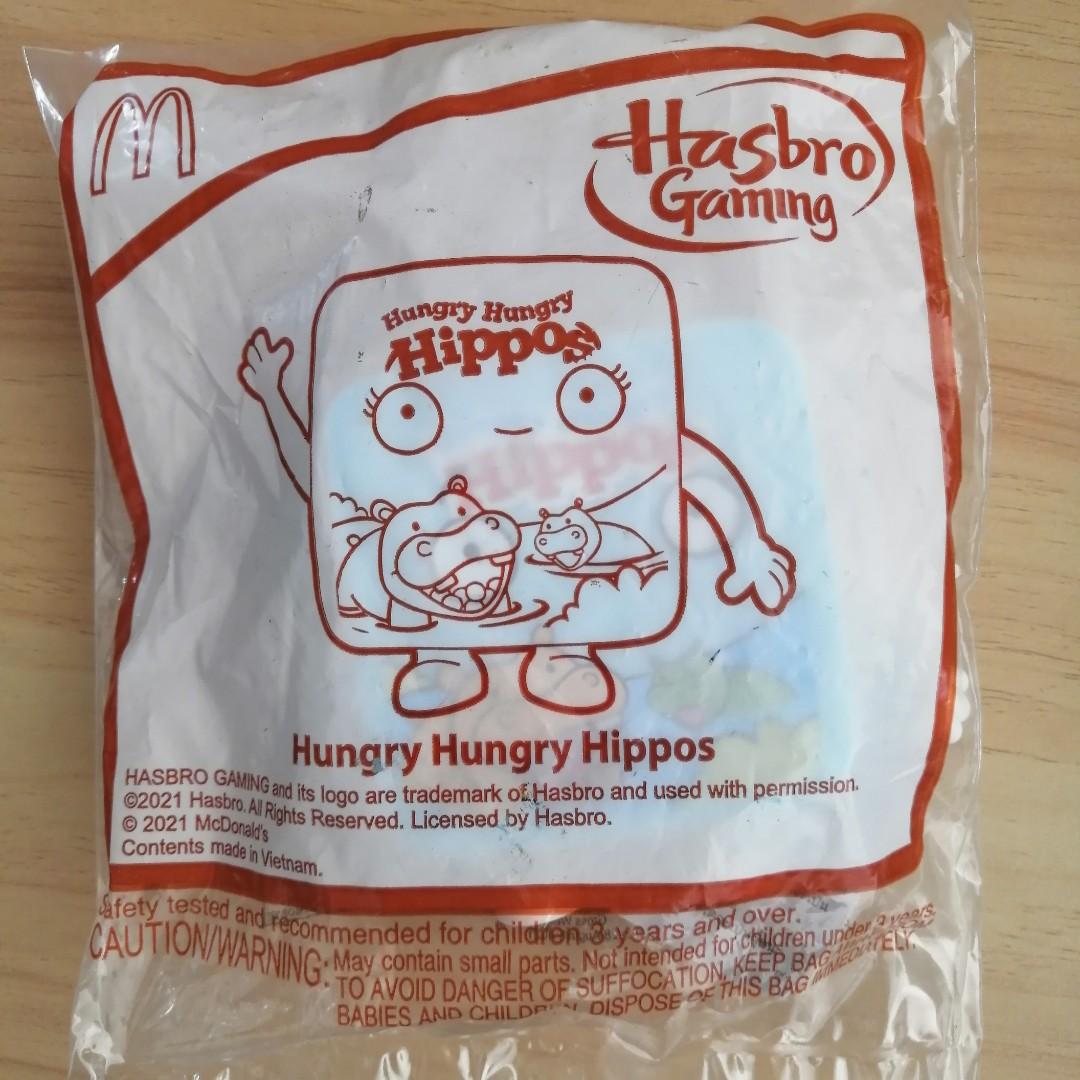 M
Hasbro
Gaming
Hungry Hungry
Hippos
Hungry Hungry Hippos
HASBRO GAMING and its logo are trademark of Hasbro and used with permission.
©2021 Hasbro. All Rights Reserved. Licensed by Hasbro.
© 2021 McDonald's
Contents made in Vietnam.
Safety tested and recommended for children 3 years and over.
CAUTION/WARNING: May contain small parts. Not intended for children under 3 years.
TO AVOID DANGER OF SUFFOCATION, KEEP BAG
BABIES AND CHILDREN. DISPOSE OF THIS BAG IMMEDIATELY.